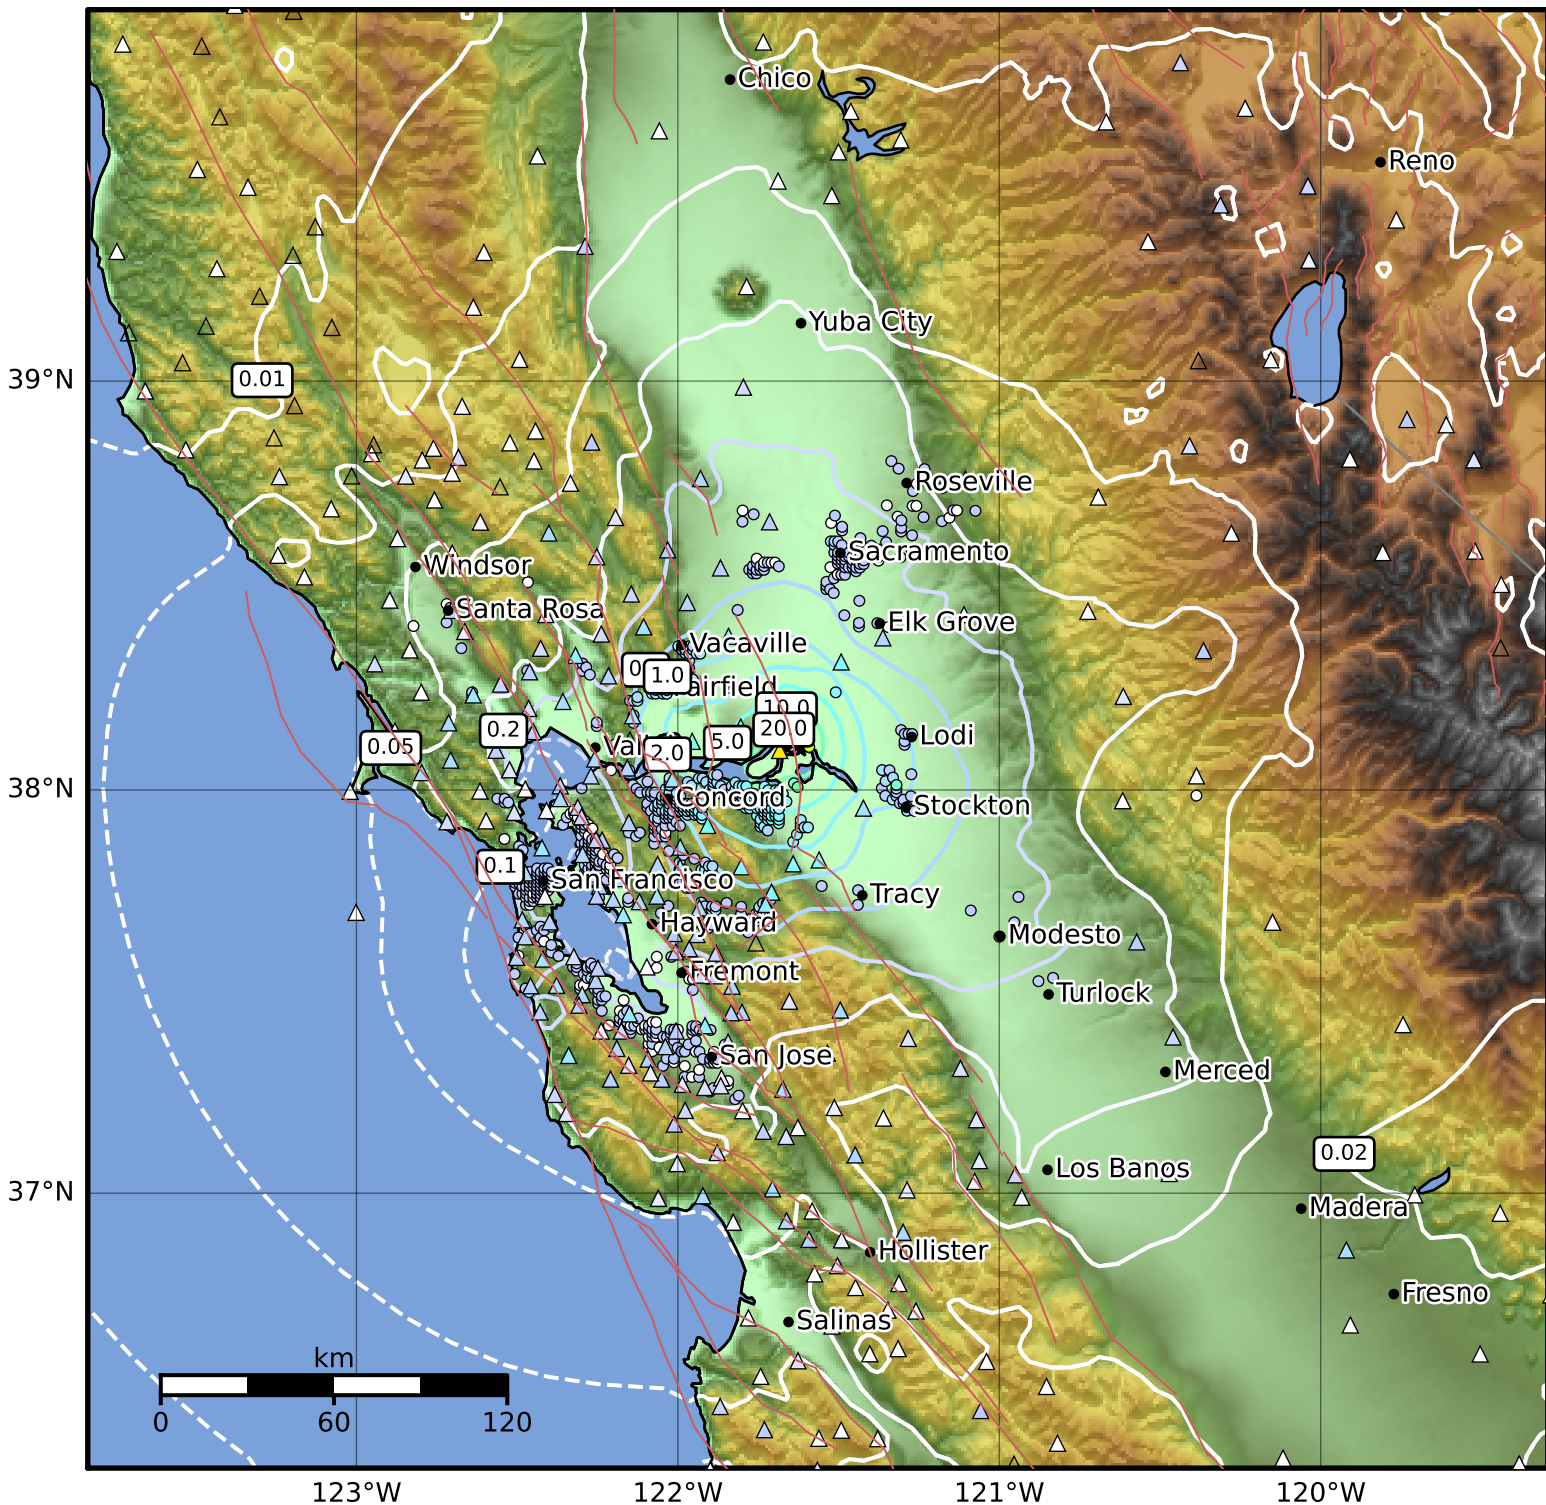 Chico
Reno
Yuba City
39°N
0.01
Roseville
Sacramento
Windsor
Santa Rosa
Elk Grove
Vacaville
1.0
airfield
10.0
20.0
0.2
0.05
Val
2.0
5.0
Lodi
38°N
Concord
Stockton
0.1
San Francisco
Tracy
Hayward
Modesto
Fremont
Turlock
San Jose
Merced
0.02
Los Banos
37°N
Madera
Hollister
Fresno
Salinas
km
0 60 120
123°W 122°W 121°W 120°W